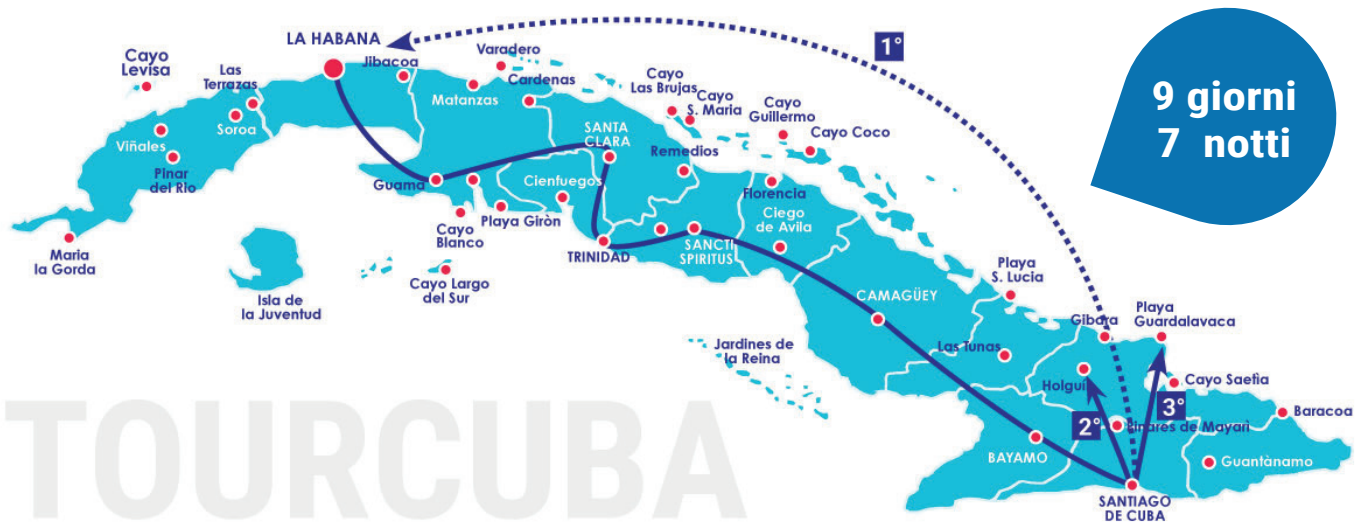 LA HABANA
1°
9 giorni
7 notti
Cayo
Levisa
Las
Terrazas
Jibacoa
Varadero
Cardenas
Matanzas
Cayo
Las Brujas
Cayo
S. Maria
Cayo
Guillermo
Cayo Coco
Viñales
Soroa
Pinar
del Rio
SANTA
CLARA
Remedios
Guama
Cienfuegos
Florencia
Maria
la Gorda
Isla de
la Juventud
Cayo
Blanco
Playa Giròn
Cayo Largo
del Sur
TRINIDAD
SANCTI
SPIRITUS
Ciego
de Avila
CAMAGÜEY
Playa
S. Lucia
Jardines de
la Reina
Las Tunas
Gibara
Playa
Guardalavaca
Holguì
Cayo Saetìa
2°
3°
Pinares de Mayarì
Baracoa
BAYAMO
Guantànamo
SANTIAGO
DE CUBA
TOURCUBA